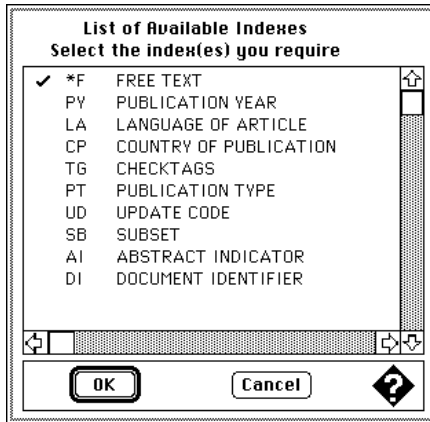 List of Available Indexes
Select the index(es) you require
✓ *F FREE TEXT
PY PUBLICATION YEAR
LA LANGUAGE OF ARTICLE
CP COUNTRY OF PUBLICATION
TG CHECKTAGS
PT PUBLICATION TYPE
UD UPDATE CODE
SB SUBSET
AI ABSTRACT INDICATOR
DI DOCUMENT IDENTIFIER
OK Cancel ?